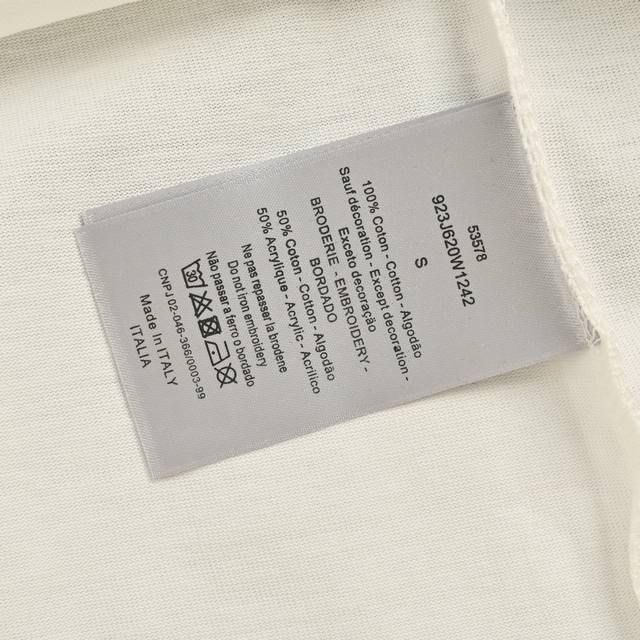 53578
923J620W1242
S
100% Coton - Cotton - Algodão
Sauf décoration - Except decoration -
Exceto decoração
BRODERIE - EMBROIDERY -
BORDADO
50% Coton - Cotton - Algodão
50% Acrylique - Acrylic - Acrílico
Ne pas repasser la broderie
Do not iron embroidery
Não passar a ferro o bordado
30
CNPJ 02-046-366/0003-99
Made In ITALY
ITALIA